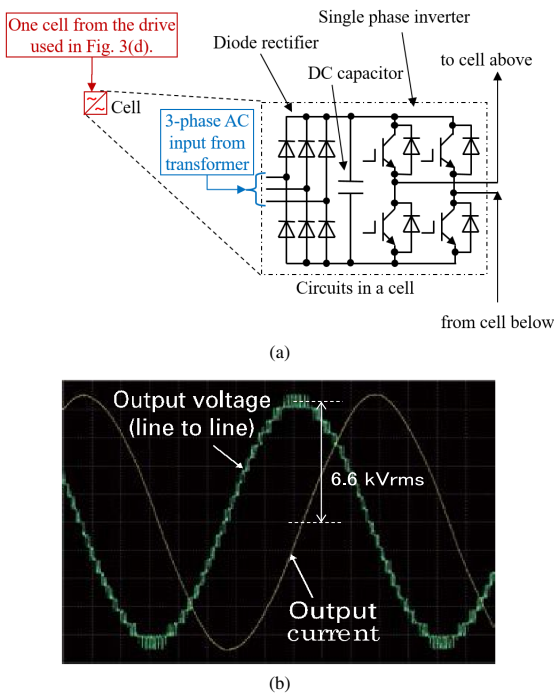 One cell from the drive
used in Fig. 3(d).
Cell
3-phase AC
input from
transformer
Diode rectifier
Single phase inverter
DC capacitor
to cell above
Circuits in a cell
from cell below
(a)
Output voltage
(line to line)
6.6 kVrms
Output
current
(b)